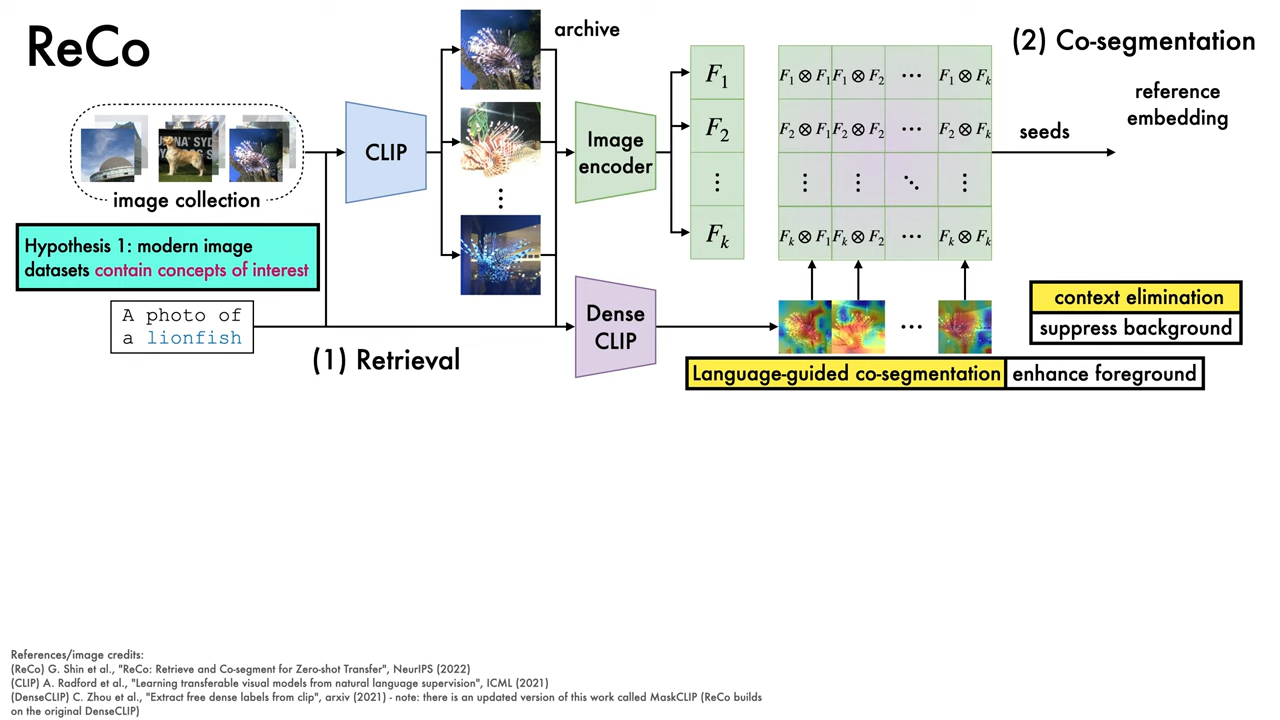 ReCo
archive
(2) Co-segmentation
reference
embedding
seeds
CLIP
Image
encoder
F1
F2
⋮
Fk
F1 ⊗ F1 F1 ⊗ F2 ⋯ F1 ⊗ Fk
F2 ⊗ F1 F2 ⊗ F2 ⋯ F2 ⊗ Fk
⋮ ⋮ ⋱ ⋮
Fk ⊗ F1 Fk ⊗ F2 ⋯ Fk ⊗ Fk
image collection
Hypothesis 1: modern image
datasets contain concepts of interest
A photo of
a lionfish
(1) Retrieval
Dense
CLIP
⋯
context elimination
suppress background
Language-guided co-segmentation enhance foreground
References/image credits:
(ReCo) G. Shin et al., "ReCo: Retrieve and Co-segment for Zero-shot Transfer", NeurIPS (2022)
(CLIP) A. Radford et al., "Learning transferable visual models from natural language supervision", ICML (2021)
(DenseCLIP) C. Zhou et al., "Extract free dense labels from clip", arxiv (2021) - note: there is an updated version of this work called MaskCLIP (ReCo builds
on the original DenseCLIP)